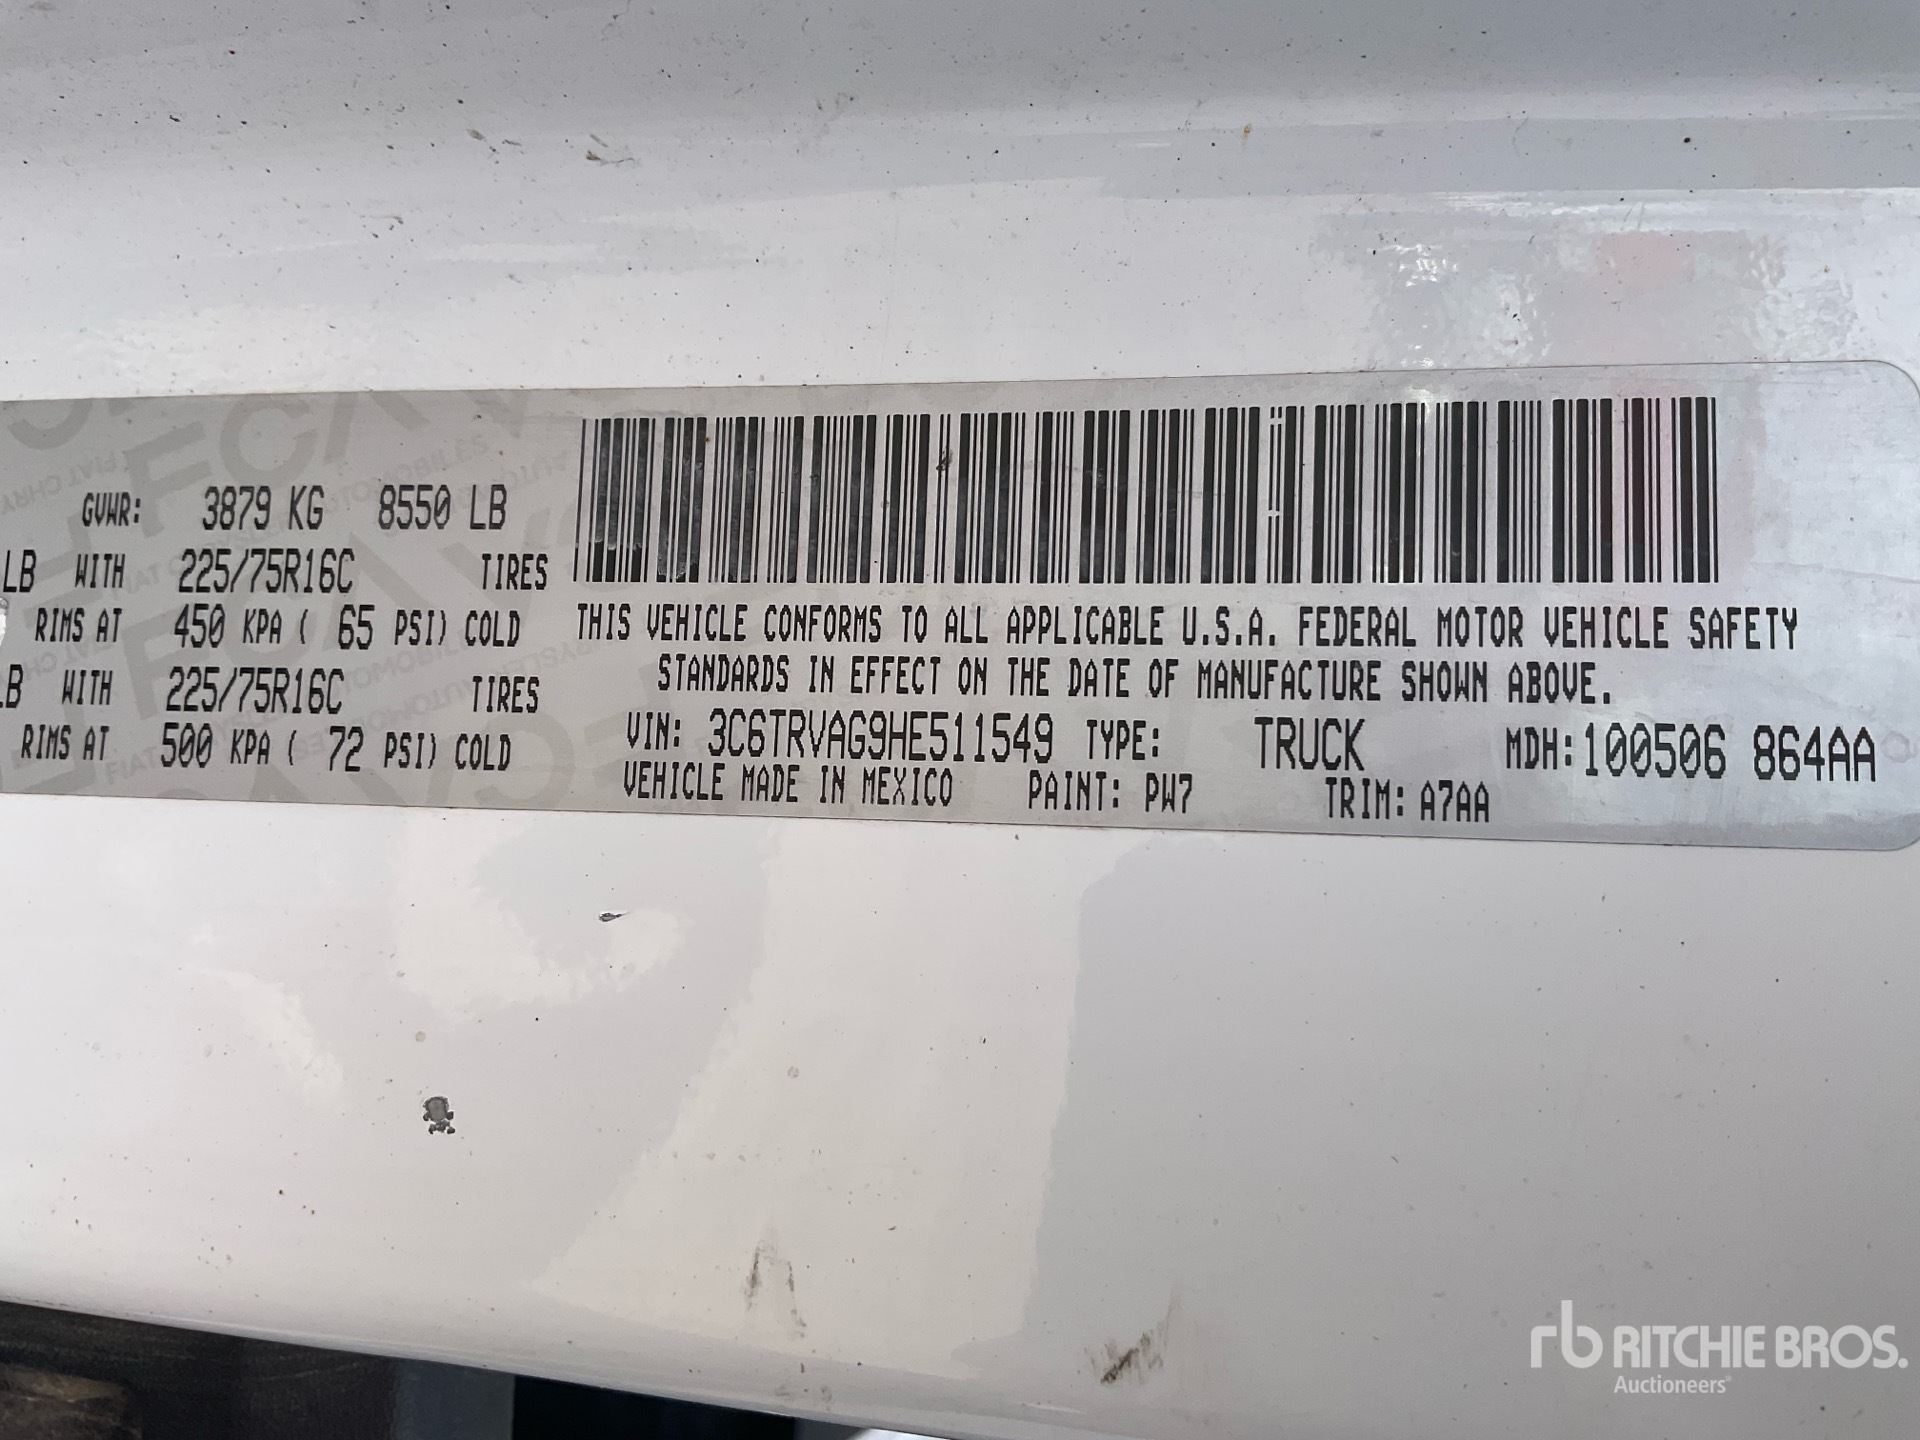 GVWR: 3879 KG 8550 LB
LB WITH 225/75R16C TIRES
RIMS AT 450 KPA ( 65 PSI) COLD
LB WITH 225/75R16C TIRES
RIMS AT 500 KPA ( 72 PSI) COLD
THIS VEHICLE CONFORMS TO ALL APPLICABLE U.S.A. FEDERAL MOTOR VEHICLE SAFETY
STANDARDS IN EFFECT ON THE DATE OF MANUFACTURE SHOWN ABOVE.
VIN: 3C6TRVAG9HE511549 TYPE: TRUCK MDH:100506 864AA
VEHICLE MADE IN MEXICO PAINT: PW7 TRIM: A7AA
rb RITCHIE BROS.
Auctioneers